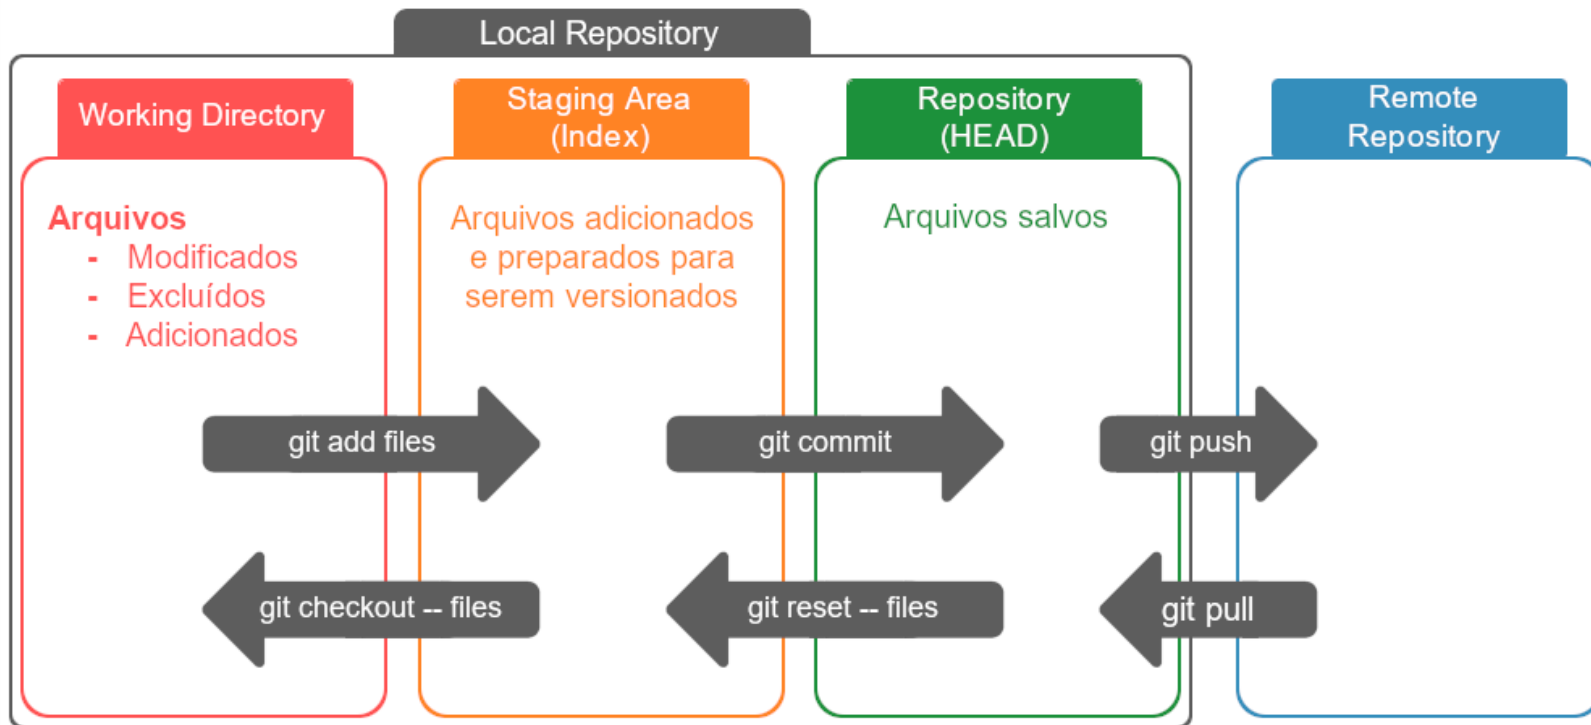 Local Repository
Working Directory
Staging Area
(Index)
Repository
(HEAD)
Remote
Repository
Arquivos
- Modificados
- Excluídos
- Adicionados
Arquivos adicionados
e preparados para
serem versionados
Arquivos salvos
git add files
git commit
git push
git checkout -- files
git reset -- files
git pull